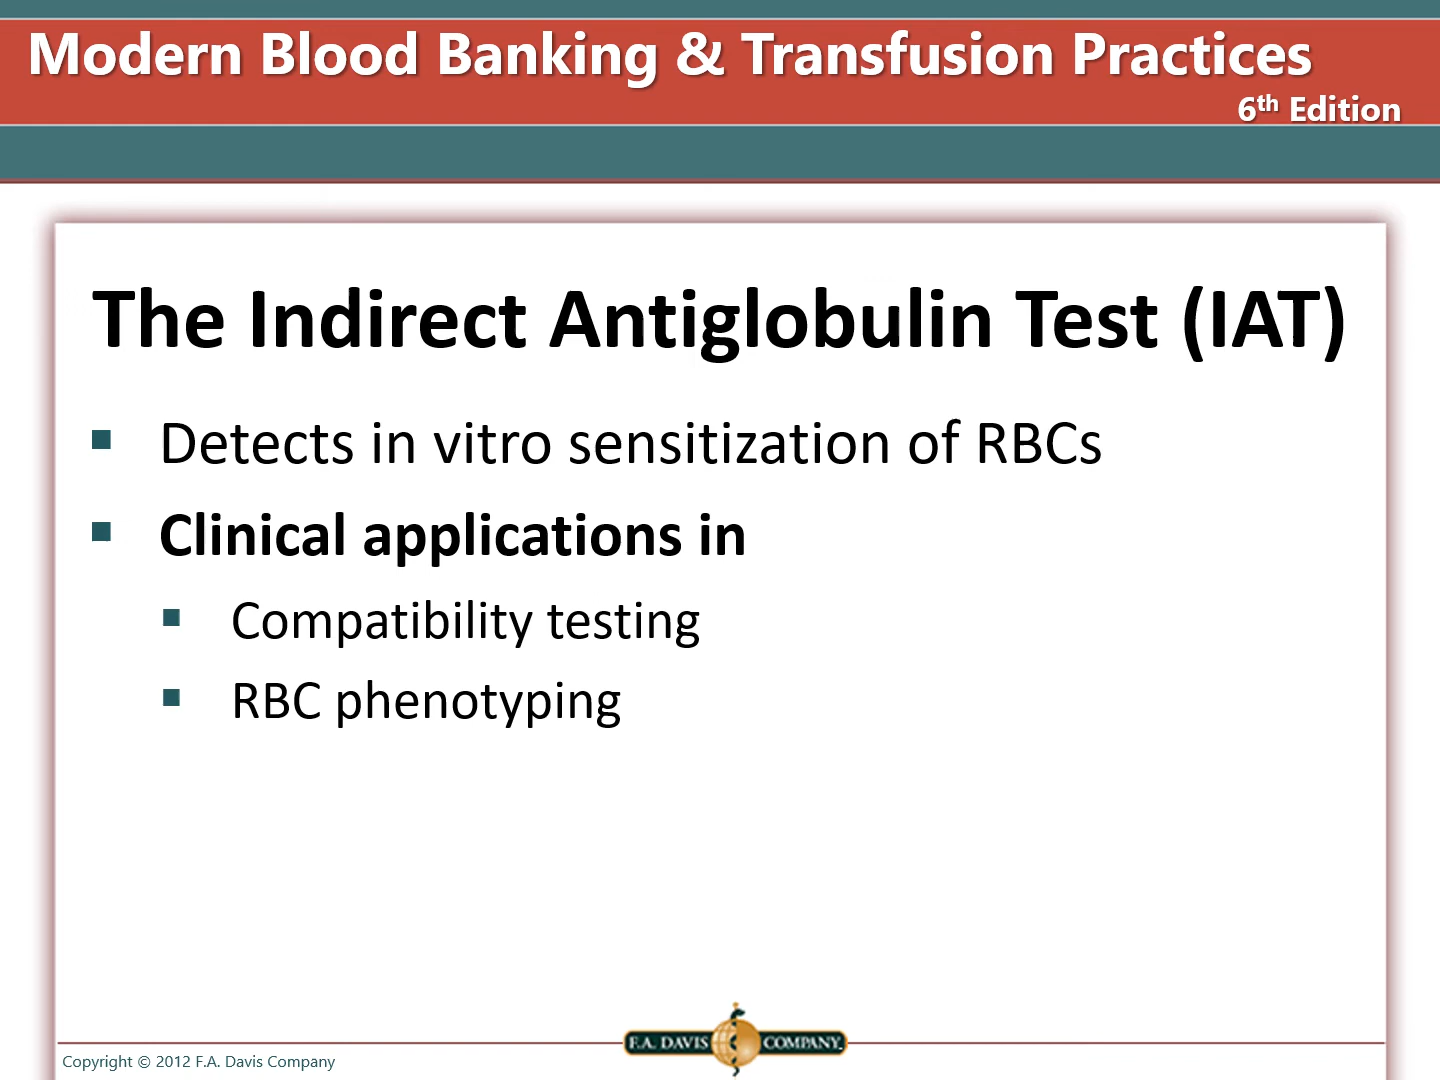 Modern Blood Banking & Transfusion Practices
6th Edition
The Indirect Antiglobulin Test (IAT)
▪ Detects in vitro sensitization of RBCs
▪ Clinical applications in
▪ Compatibility testing
▪ RBC phenotyping
F.A. DAVIS COMPANY
Copyright © 2012 F.A. Davis Company